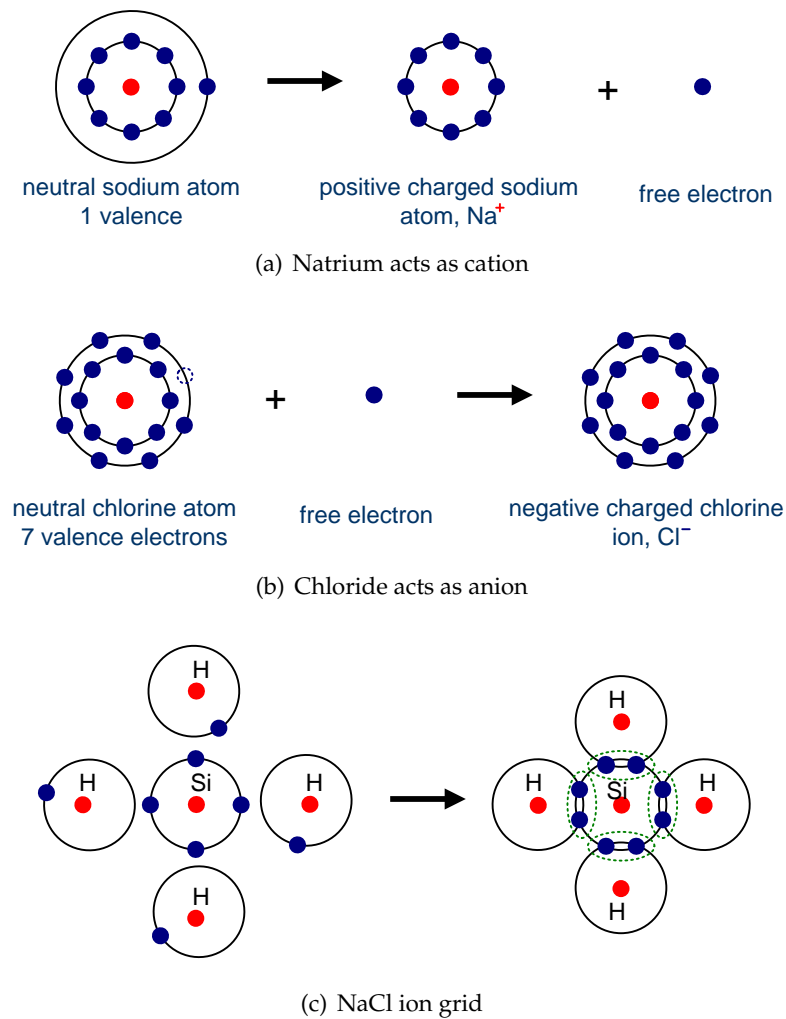 neutral sodium atom
1 valence
positive charged sodium
atom, Na+
+
free electron
(a) Natrium acts as cation
+
neutral chlorine atom
7 valence electrons
free electron
negative charged chlorine
ion, Cl−
(b) Chloride acts as anion
H
H
Si
H
H
H
H
Si
H
H
(c) NaCl ion grid